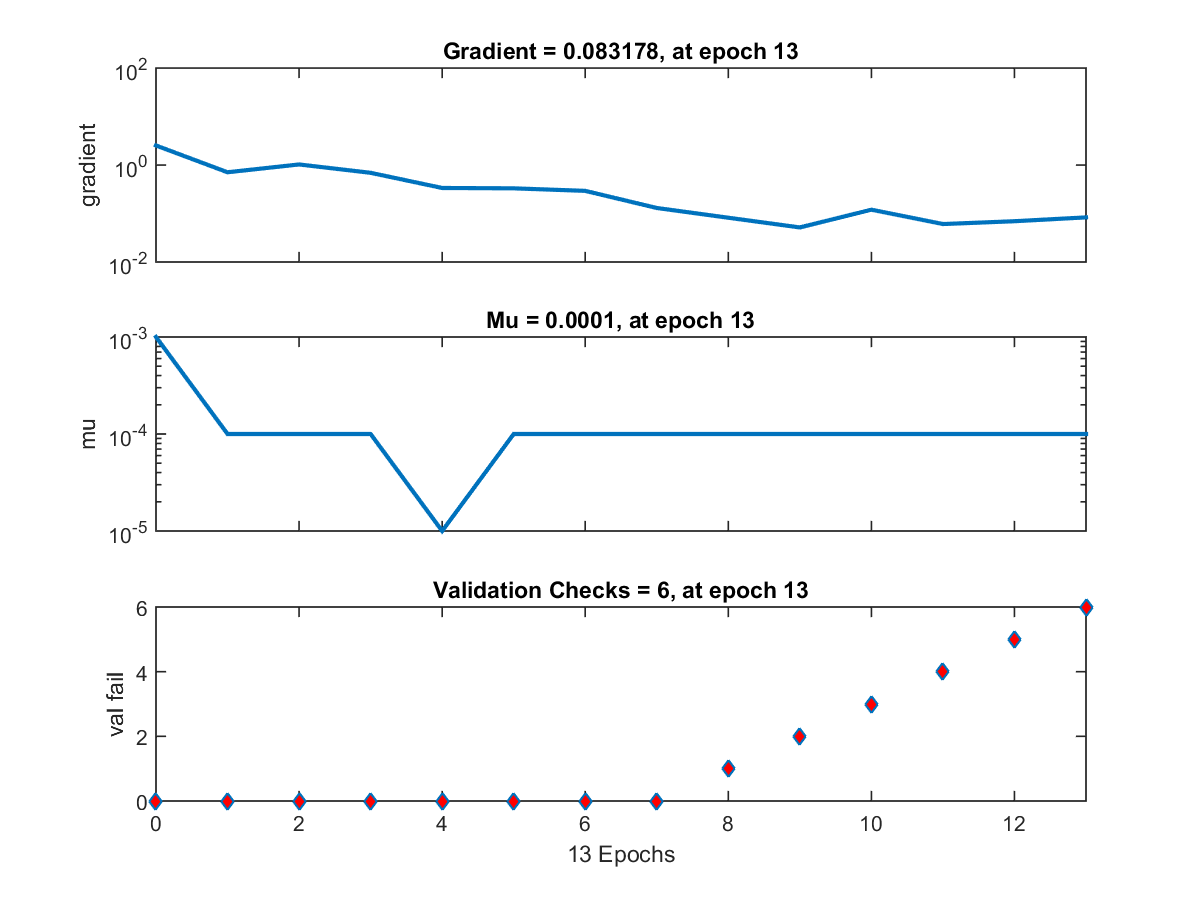 Gradient = 0.083178, at epoch 13
10^2
10^0
10^-2
gradient
Mu = 0.0001, at epoch 13
10^-3
10^-4
10^-5
mu
Validation Checks = 6, at epoch 13
6
4
2
0
val fail
0 2 4 6 8 10 12
13 Epochs